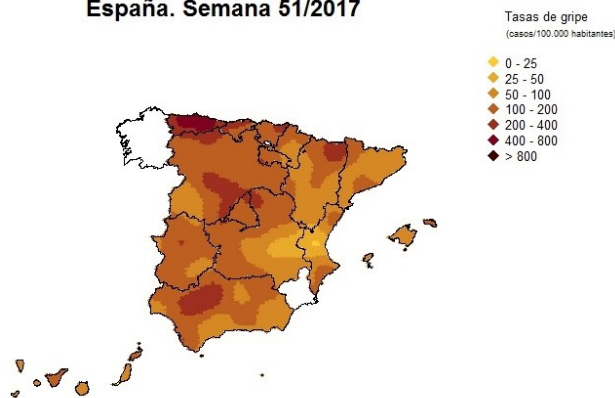 España. Semana 51/2017
Tasas de gripe
(casos/100.000 habitantes)
0 - 25
25 - 50
50 - 100
100 - 200
200 - 400
400 - 800
> 800